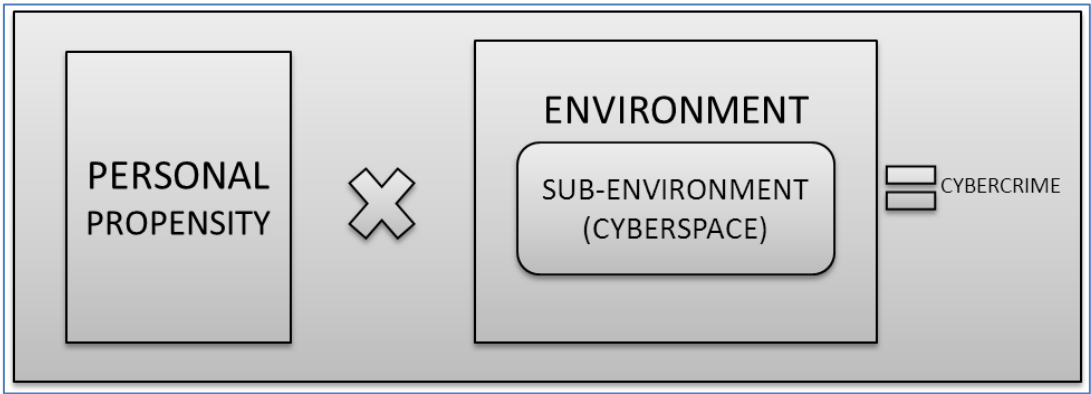 PERSONAL
PROPENSITY
ENVIRONMENT
SUB-ENVIRONMENT
(CYBERSPACE)
CYBERCRIME